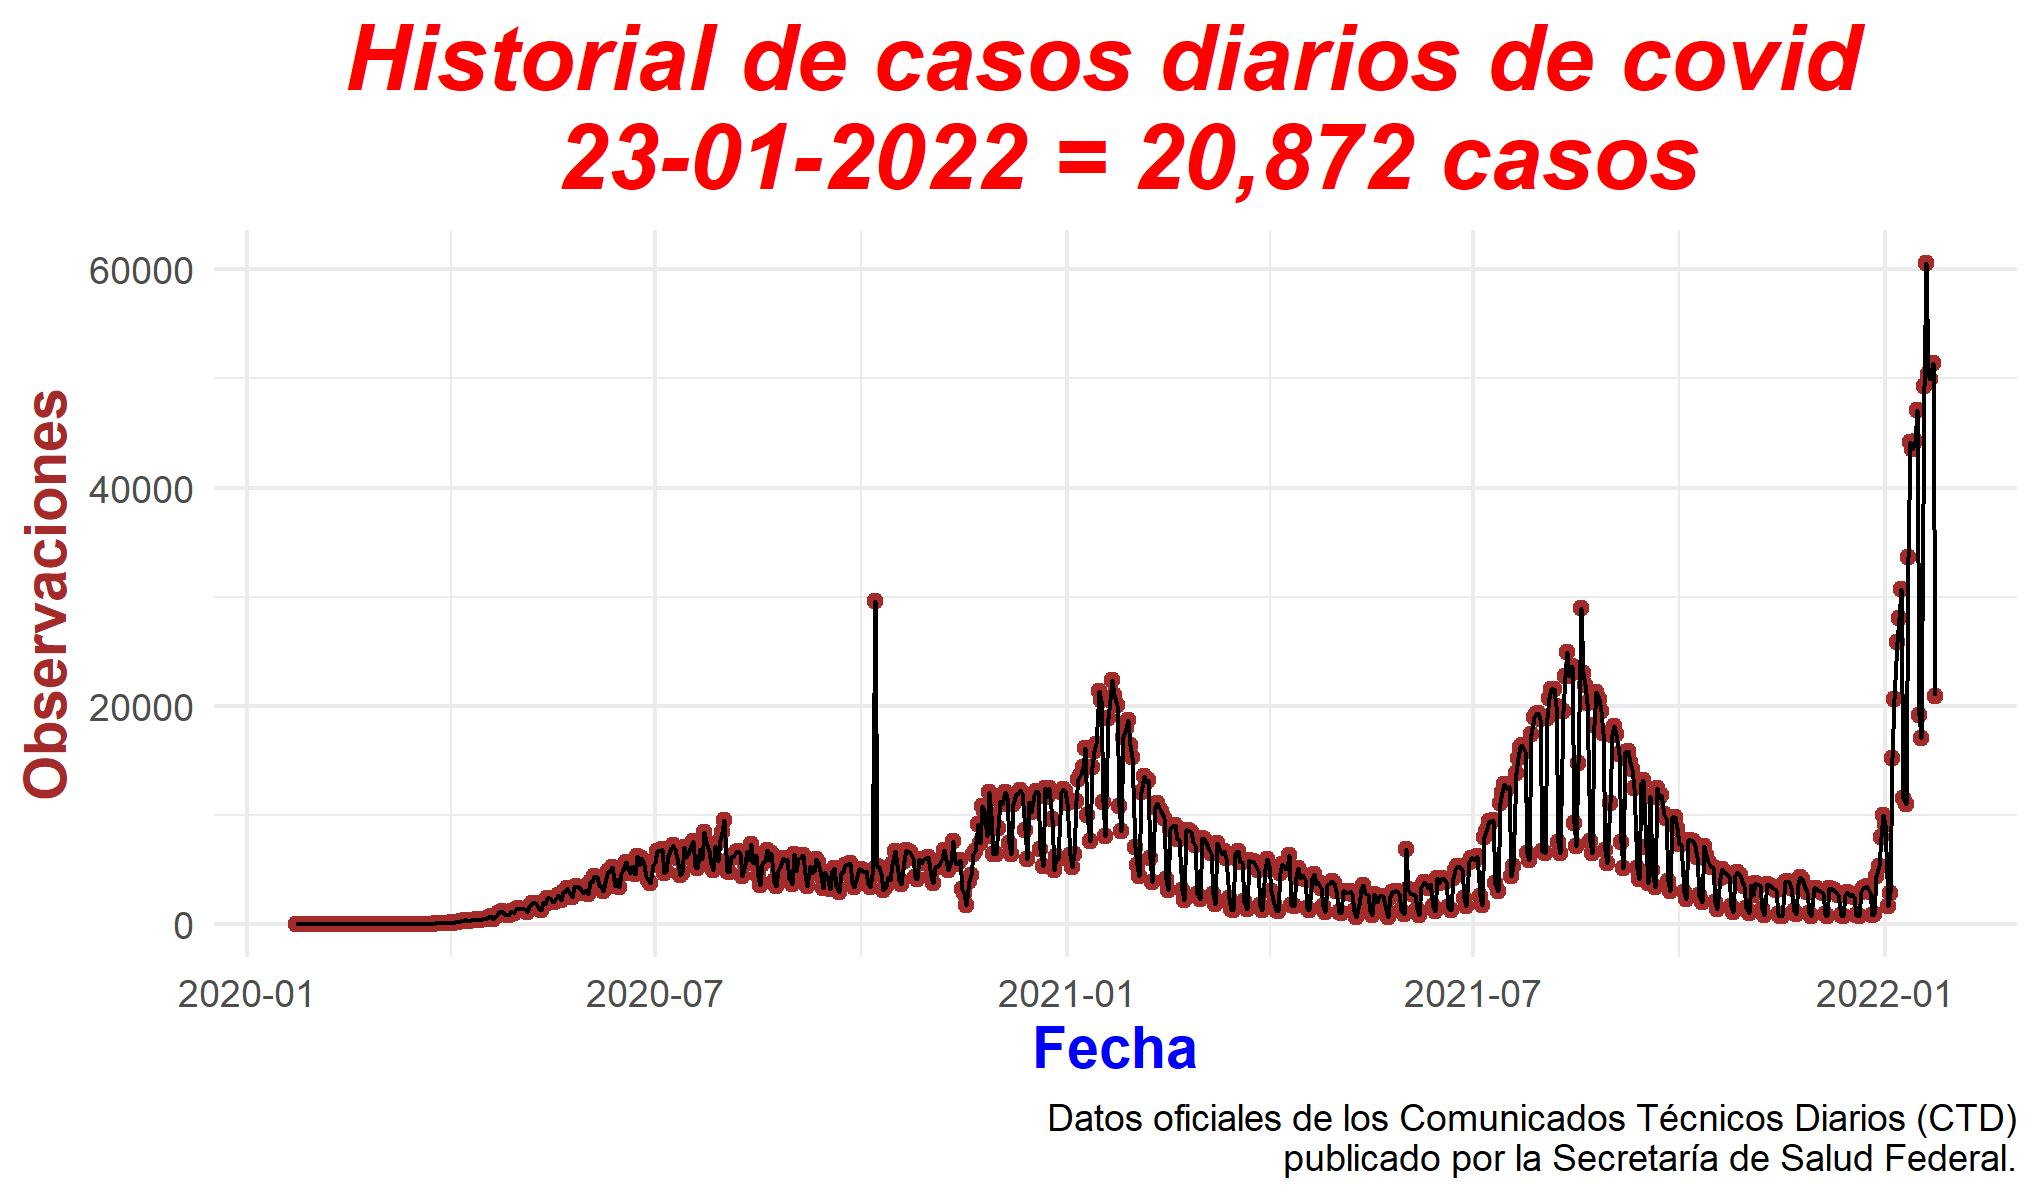 Historial de casos diarios de covid
23-01-2022 = 20,872 casos
Observaciones
60000
40000
20000
0
2020-01
2020-07
2021-01
2021-07
2022-01
Fecha
Datos oficiales de los Comunicados Técnicos Diarios (CTD)
publicado por la Secretaría de Salud Federal.